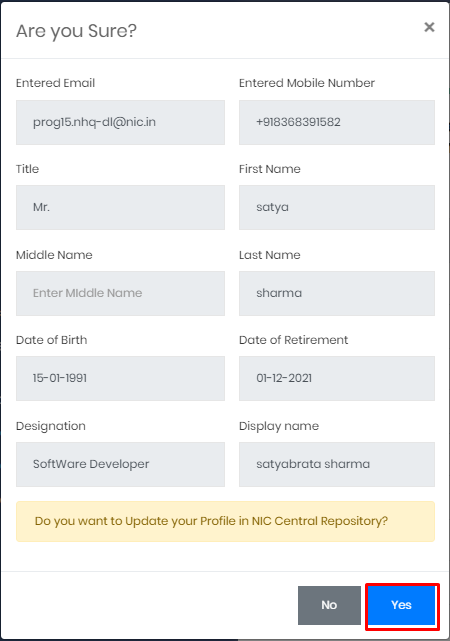 Are you Sure?
×
Entered Email
Entered Mobile Number
prog15.nhq-dl@nic.in
+918368391582
Title
First Name
Mr.
satya
Middle Name
Last Name
Enter MIddle Name
sharma
Date of Birth
Date of Retirement
15-01-1991
01-12-2021
Designation
Display name
SoftWare Developer
satyabrata sharma
Do you want to Update your Profile in NIC Central Repository?
No
Yes